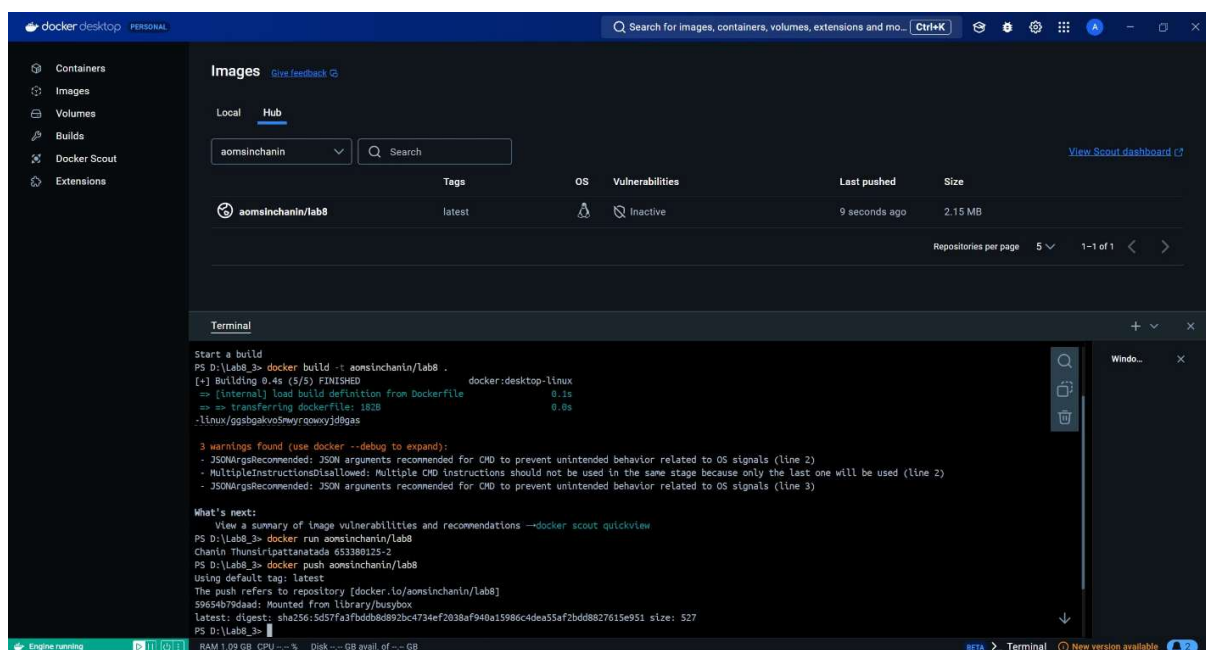 docker desktop PERSONAL
Search for images, containers, volumes, extensions and mo... Ctrl+K
A
Containers
Images
Volumes
Builds
Docker Scout
Extensions
Images Give feedback
Local Hub
aomsinchanin Search View Scout dashboard
Tags OS Vulnerabilities Last pushed Size
aomsinchanin/lab8 latest Inactive 9 seconds ago 2.15 MB
Repositories per page 5 1–1 of 1
Terminal
Windo...
Start a build
PS D:\Lab8_3> docker build -t aomsinchanin/lab8 .
[+] Building 0.4s (5/5) FINISHED docker:desktop-linux
=> [internal] load build definition from Dockerfile 0.1s
=> => transferring dockerfile: 182B 0.0s
-linux/ggsbgakvo5mwyrqowxyjd0gas
3 warnings found (use docker --debug to expand):
- JSONArgsRecommended: JSON arguments recommended for CMD to prevent unintended behavior related to OS signals (line 2)
- MultipleInstructionsDisallowed: Multiple CMD instructions should not be used in the same stage because only the last one will be used (line 2)
- JSONArgsRecommended: JSON arguments recommended for CMD to prevent unintended behavior related to OS signals (line 3)
What's next:
View a summary of image vulnerabilities and recommendations → docker scout quickview
PS D:\Lab8_3> docker run aomsinchanin/lab8
Chanin Thunsiripattanatada 653380125-2
PS D:\Lab8_3> docker push aomsinchanin/lab8
Using default tag: latest
The push refers to repository [docker.io/aomsinchanin/lab8]
59654b79daad: Mounted from library/busybox
latest: digest: sha256:5d57fa3fbddb8d892bc4734ef2038af940a15986c4dea55af2bdd8827615e951 size: 527
PS D:\Lab8_3>
Engine running RAM 1.09 GB CPU --.-- % Disk --.-- GB avail. of --.-- GB BETA Terminal New version available 2